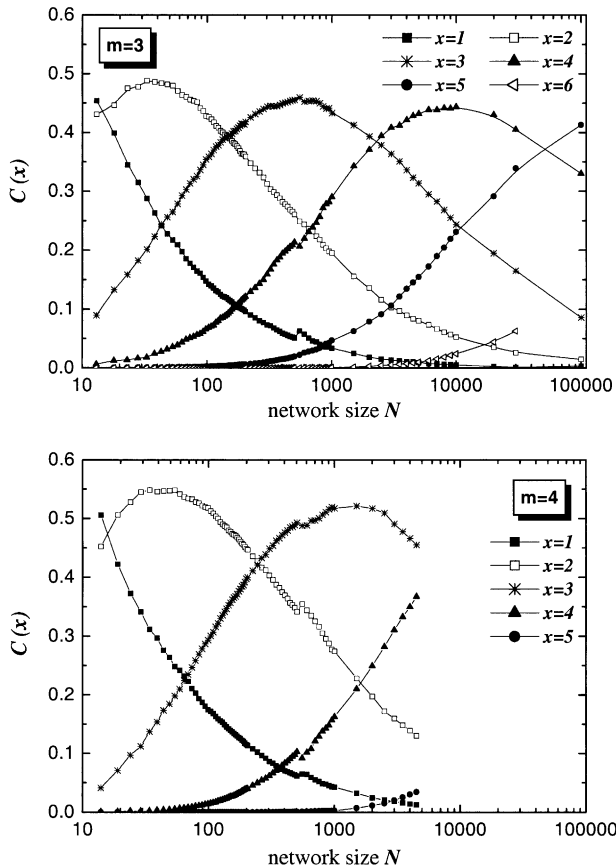 0.6
m=3
x=1 x=2
x=3 x=4
x=5 x=6
0.5
0.4
0.3
0.2
0.1
0.0
C (x)
10 100 1000 10000 100000
network size N
0.6
m=4
x=1
x=2
x=3
x=4
x=5
0.5
0.4
0.3
0.2
0.1
0.0
C (x)
10 100 1000 10000 100000
network size N